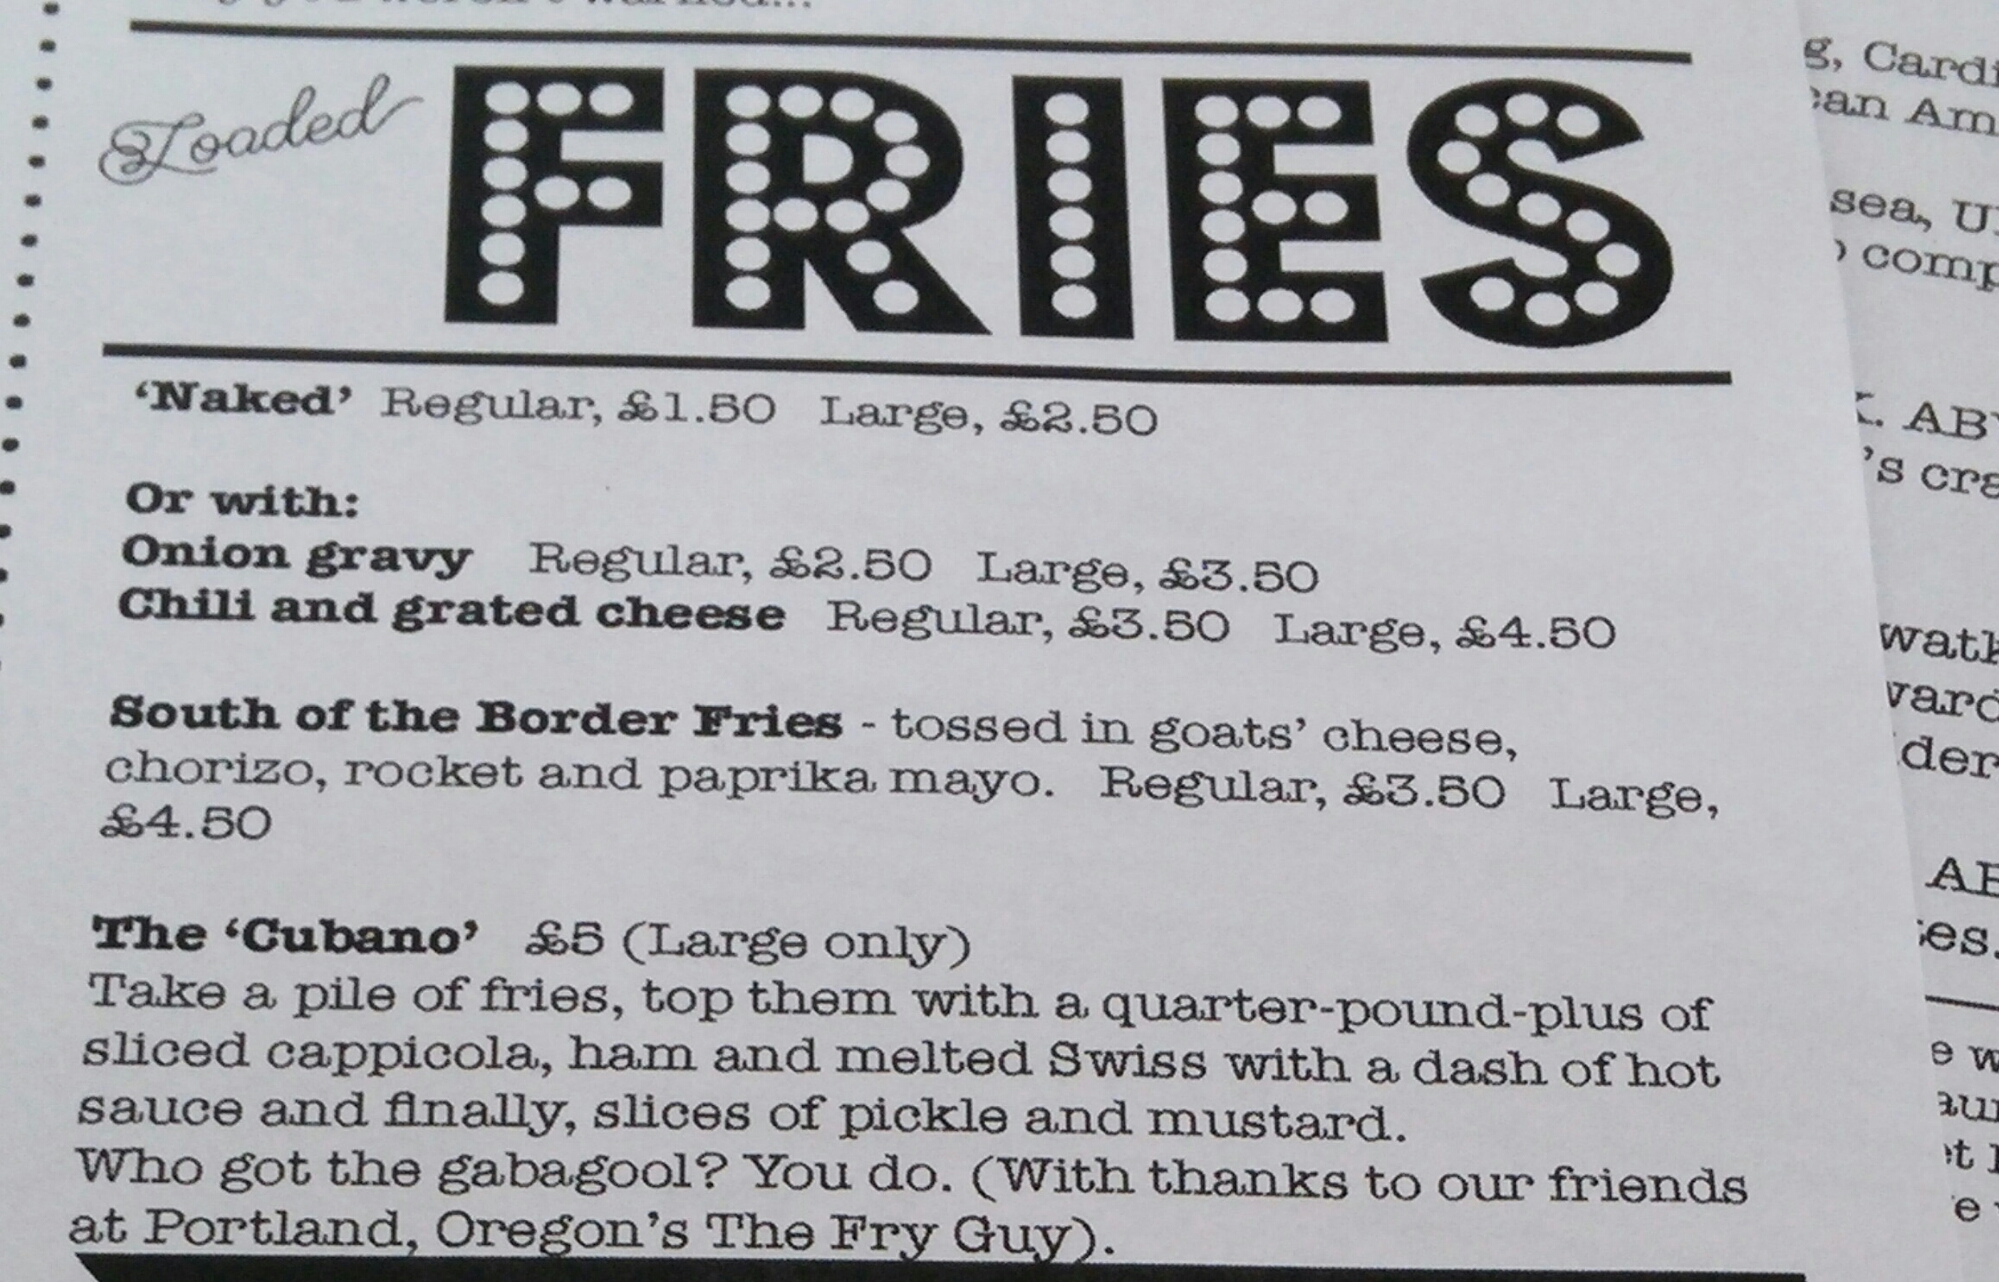 Loaded FRIES
'Naked' Regular, £1.50 Large, £2.50
Or with:
Onion gravy Regular, £2.50 Large, £3.50
Chili and grated cheese Regular, £3.50 Large, £4.50
South of the Border Fries - tossed in goats' cheese,
chorizo, rocket and paprika mayo. Regular, £3.50 Large,
£4.50
The 'Cubano' £5 (Large only)
Take a pile of fries, top them with a quarter-pound-plus of
sliced cappicola, ham and melted Swiss with a dash of hot
sauce and finally, slices of pickle and mustard.
Who got the gabagool? You do. (With thanks to our friends
at Portland, Oregon's The Fry Guy).